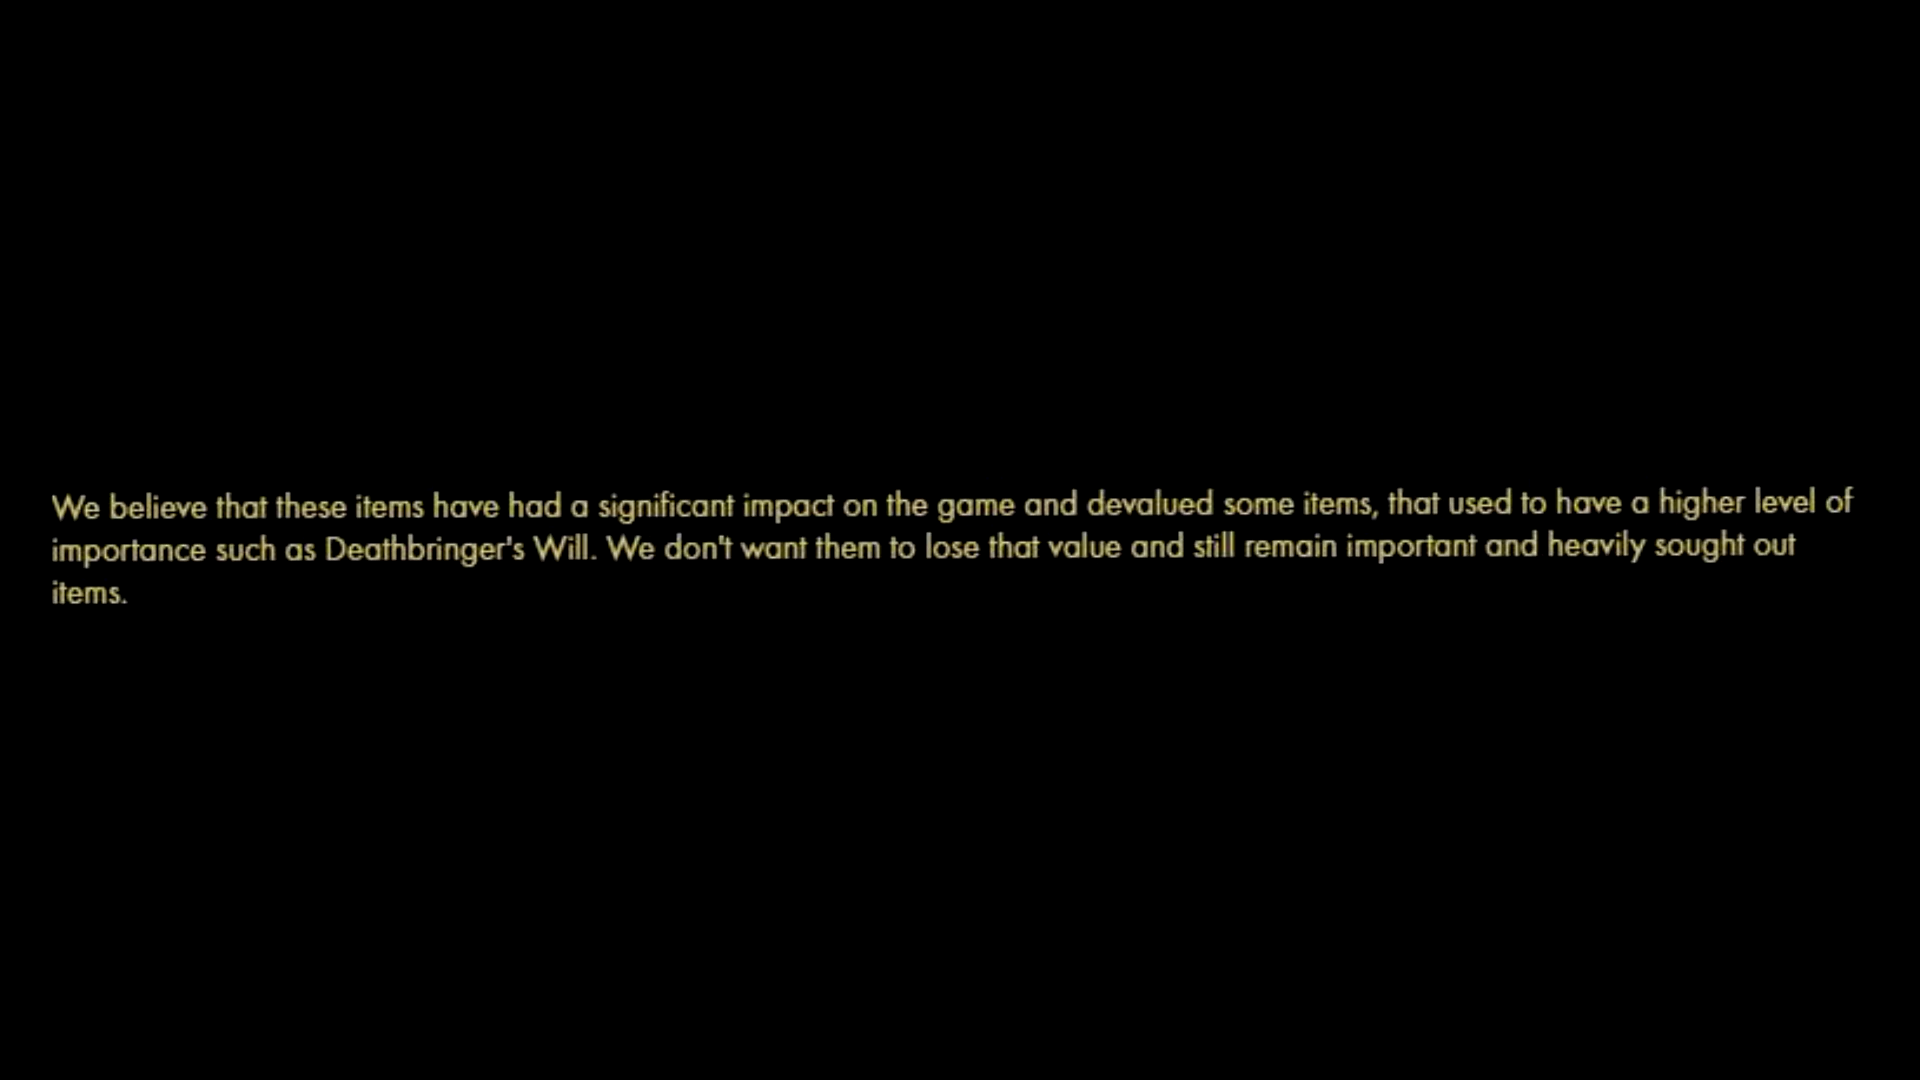 We believe that these items have had a significant impact on the game and devalued some items, that used to have a higher level of
importance such as Deathbringer's Will. We don't want them to lose that value and still remain important and heavily sought out
items.